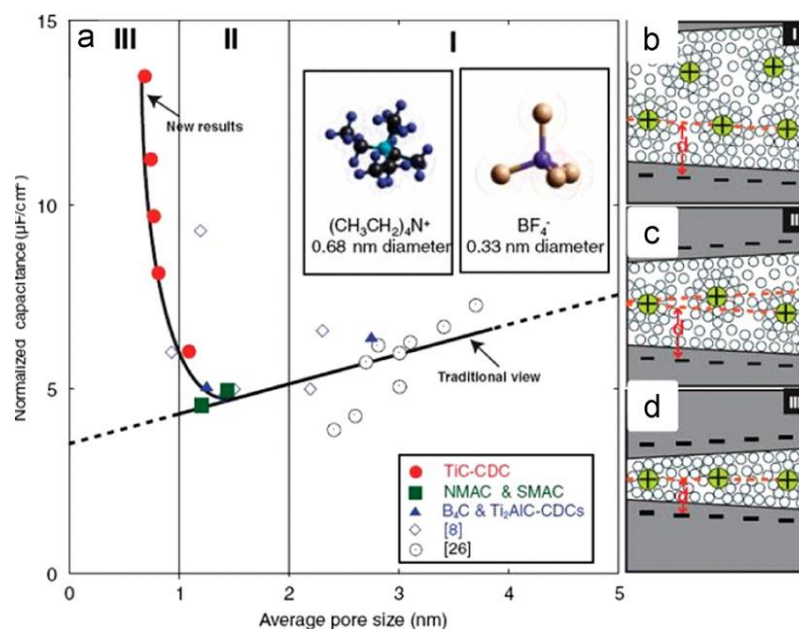 a
III
II
I
b
I
15
New results
(CH₃CH₂)₄N⁺
0.68 nm diameter
BF₄⁻
0.33 nm diameter
d
10
c
II
Normalized capacitance (µF/cm²)
d
5
Traditional view
d
III
TiC-CDC
NMAC & SMAC
B₄C & Ti₂AlC-CDCs
[8]
[26]
d
0
0
1
2
3
4
5
Average pore size (nm)